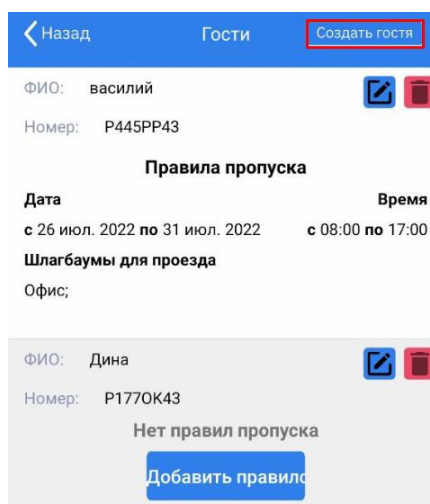 Назад Гости Создать гостя
ФИО: василий
Номер: Р445РР43
Правила пропуска
Дата Время
с 26 июл. 2022 по 31 июл. 2022 с 08:00 по 17:00
Шлагбаумы для проезда
Офис;
ФИО: Дина
Номер: Р177ОК43
Нет правил пропуска
Добавить правило